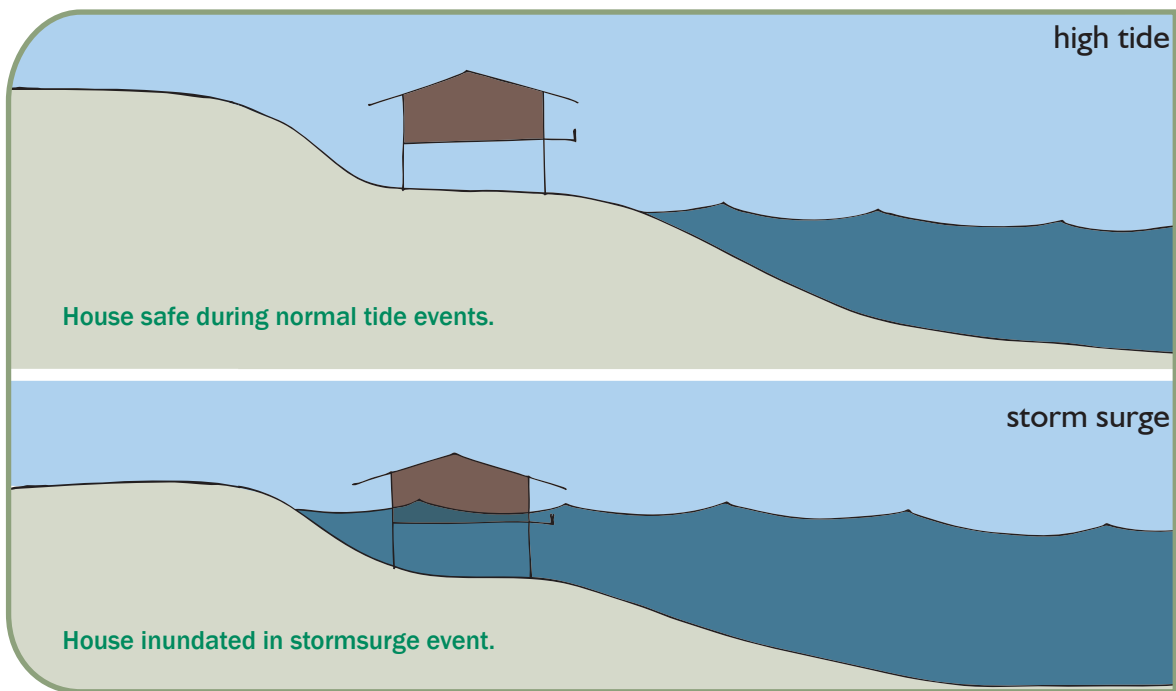 high tide
House safe during normal tide events.
storm surge
House inundated in stormsurge event.